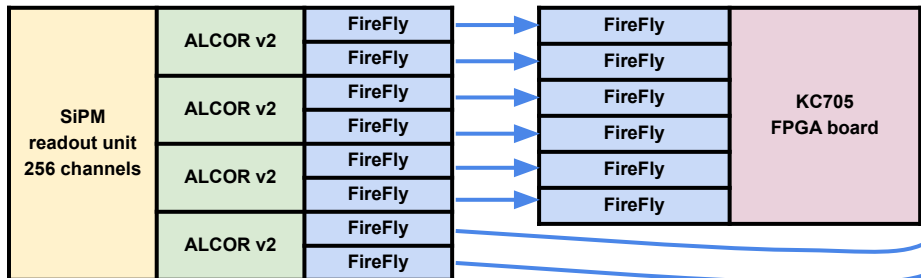 SiPM
readout unit
256 channels
ALCOR v2
ALCOR v2
ALCOR v2
ALCOR v2
FireFly
FireFly
FireFly
FireFly
FireFly
FireFly
FireFly
FireFly
FireFly
FireFly
FireFly
FireFly
FireFly
FireFly
KC705
FPGA board